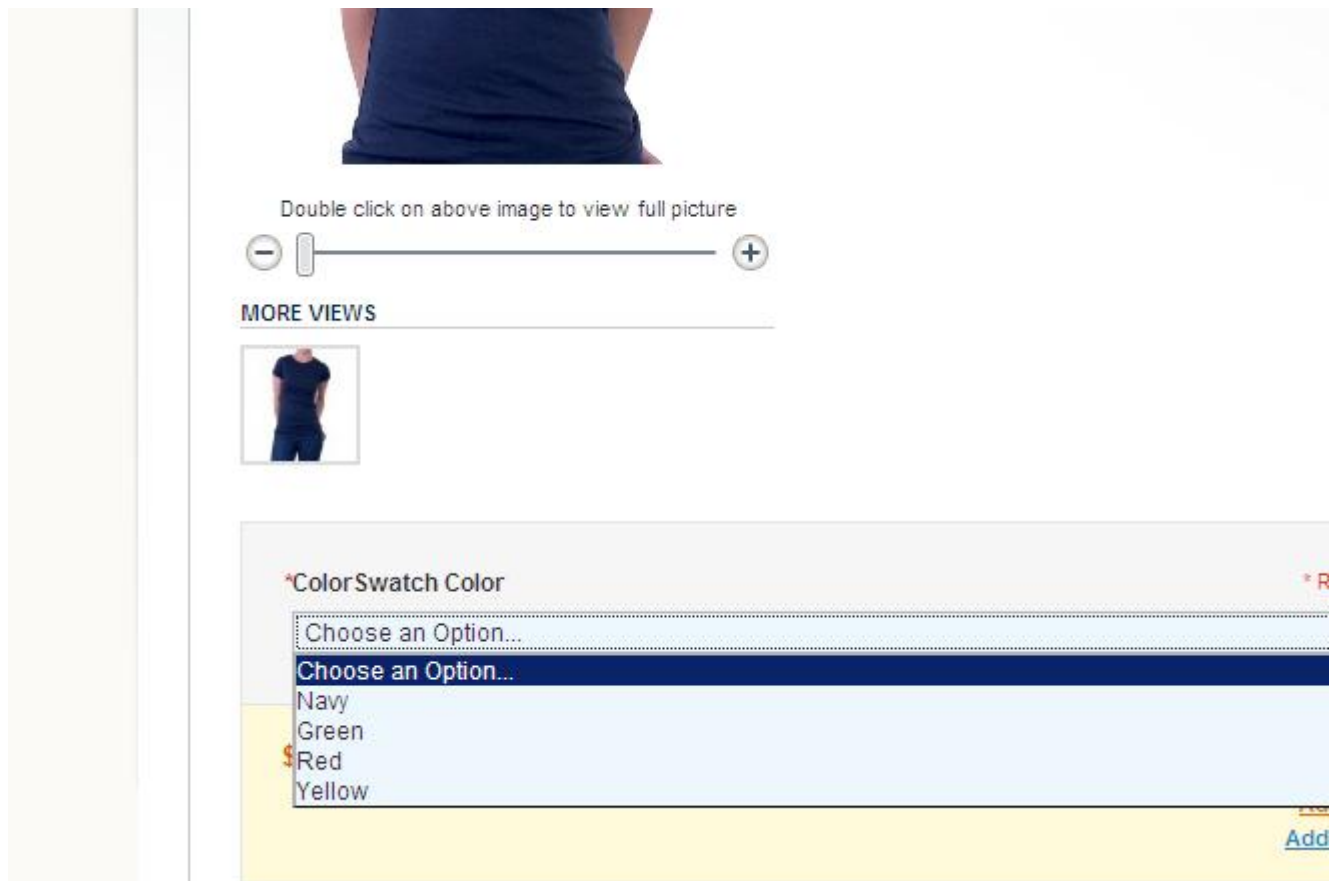 Double click on above image to view full picture
MORE VIEWS
*ColorSwatch Color
* R
Choose an Option...
Choose an Option...
Navy
Green
Red
Yellow
$
Add